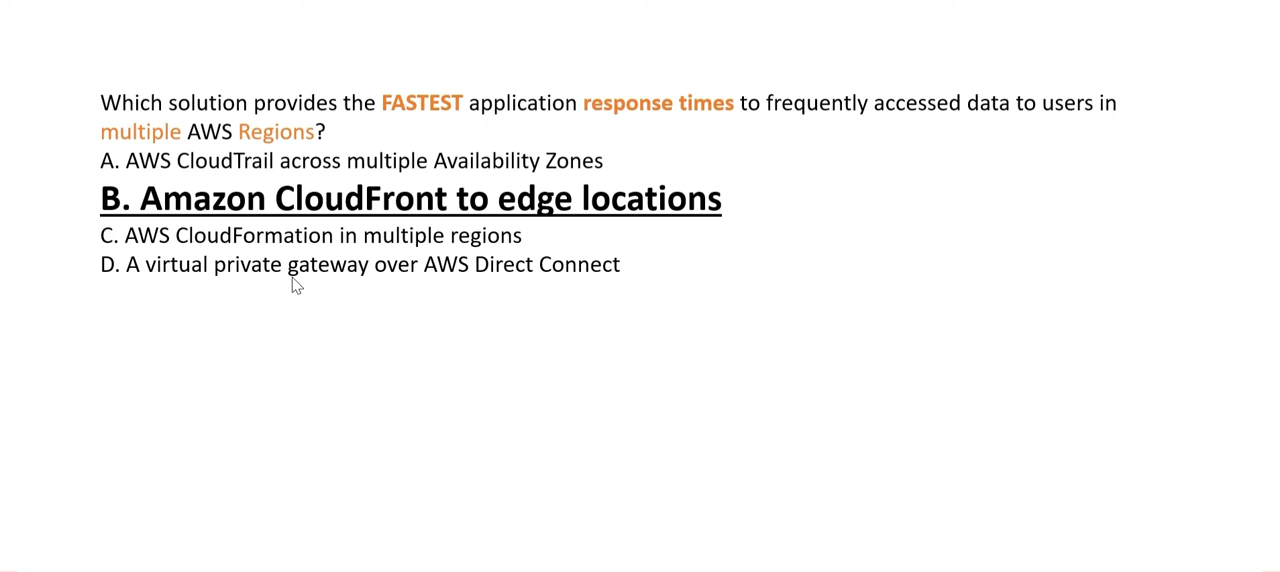 Which solution provides the FASTEST application response times to frequently accessed data to users in
multiple AWS Regions?
A. AWS CloudTrail across multiple Availability Zones
B. Amazon CloudFront to edge locations
C. AWS CloudFormation in multiple regions
D. A virtual private gateway over AWS Direct Connect